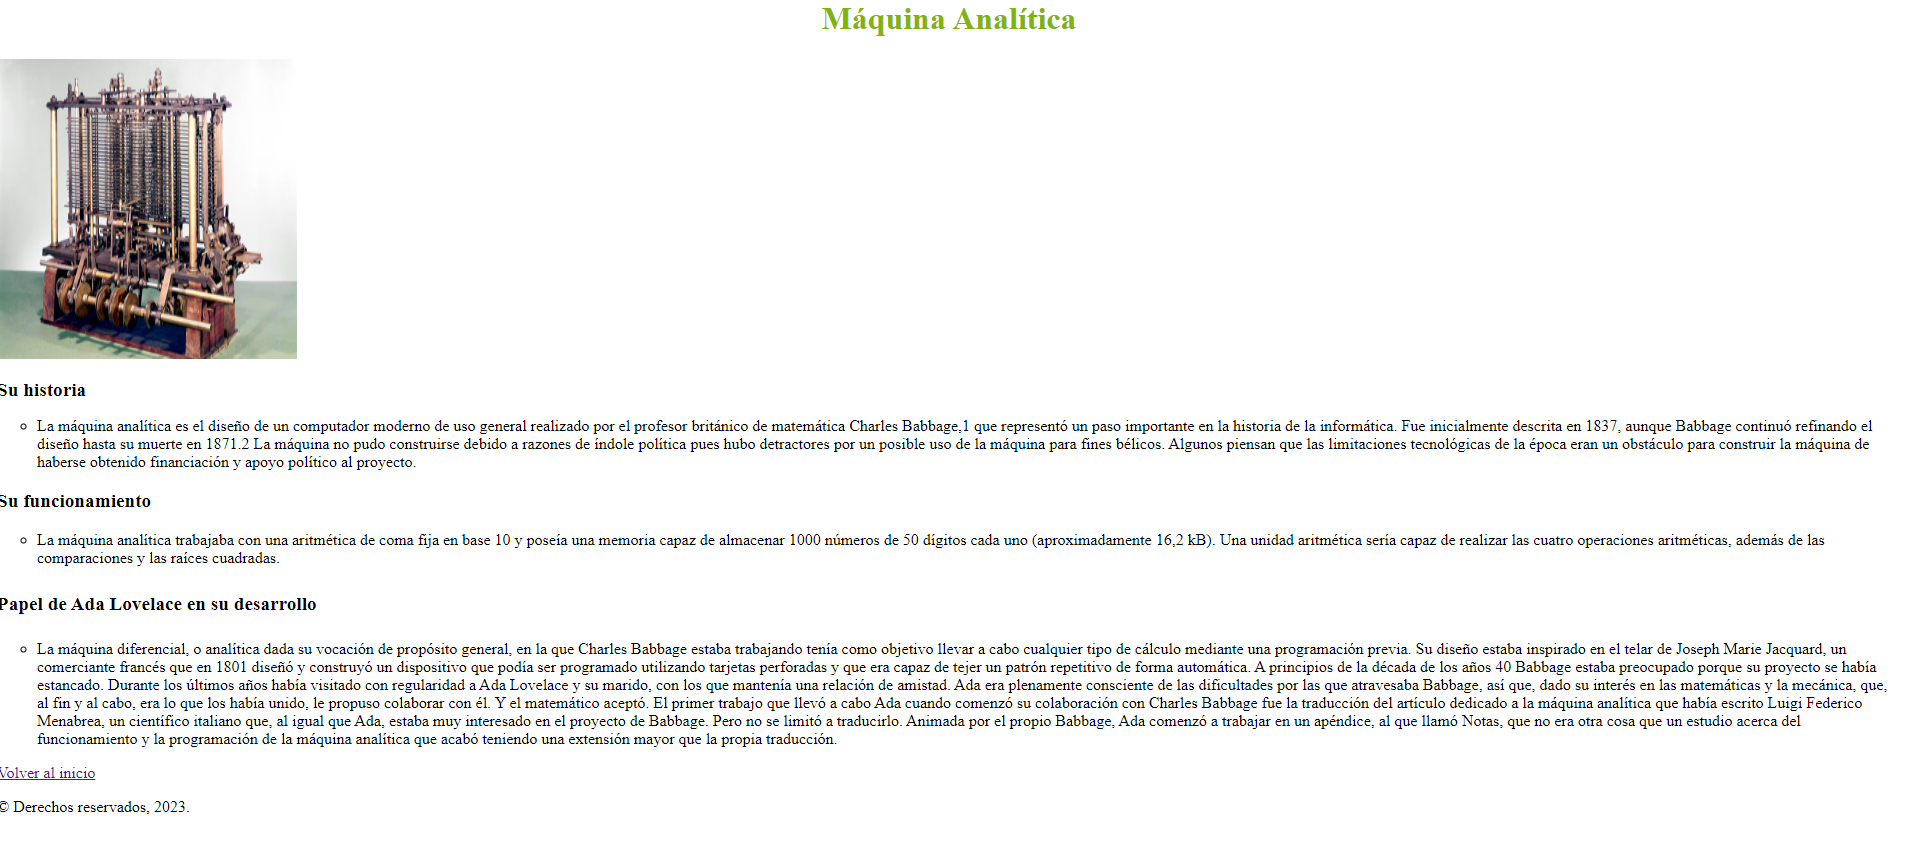 Máquina Analítica
Su historia
La máquina analítica es el diseño de un computador moderno de uso general realizado por el profesor británico de matemática Charles Babbage,1 que representó un paso importante en la historia de la informática. Fue inicialmente descrita en 1837, aunque Babbage continuó refinando el
diseño hasta su muerte en 1871.2 La máquina no pudo construirse debido a razones de índole política pues hubo detractores por un posible uso de la máquina para fines bélicos. Algunos piensan que las limitaciones tecnológicas de la época eran un obstáculo para construir la máquina de
haberse obtenido financiación y apoyo político al proyecto.
Su funcionamiento
La máquina analítica trabajaba con una aritmética de coma fija en base 10 y poseía una memoria capaz de almacenar 1000 números de 50 dígitos cada uno (aproximadamente 16,2 kB). Una unidad aritmética sería capaz de realizar las cuatro operaciones aritméticas, además de las
comparaciones y las raíces cuadradas.
Papel de Ada Lovelace en su desarrollo
La máquina diferencial, o analítica dada su vocación de propósito general, en la que Charles Babbage estaba trabajando tenía como objetivo llevar a cabo cualquier tipo de cálculo mediante una programación previa. Su diseño estaba inspirado en el telar de Joseph Marie Jacquard, un
comerciante francés que en 1801 diseñó y construyó un dispositivo que podía ser programado utilizando tarjetas perforadas y que era capaz de tejer un patrón repetitivo de forma automática. A principios de la década de los años 40 Babbage estaba preocupado porque su proyecto se había
estancado. Durante los últimos años había visitado con regularidad a Ada Lovelace y su marido, con los que mantenía una relación de amistad. Ada era plenamente consciente de las dificultades por las que atravesaba Babbage, así que, dado su interés en las matemáticas y la mecánica, que,
al fin y al cabo, era lo que los había unido, le propuso colaborar con él. Y el matemático aceptó. El primer trabajo que llevó a cabo Ada cuando comenzó su colaboración con Charles Babbage fue la traducción del artículo dedicado a la máquina analítica que había escrito Luigi Federico
Menabrea, un científico italiano que, al igual que Ada, estaba muy interesado en el proyecto de Babbage. Pero no se limitó a traducirlo. Animada por el propio Babbage, Ada comenzó a trabajar en un apéndice, al que llamó Notas, que no era otra cosa que un estudio acerca del
funcionamiento y la programación de la máquina analítica que acabó teniendo una extensión mayor que la propia traducción.
Volver al inicio
© Derechos reservados, 2023.